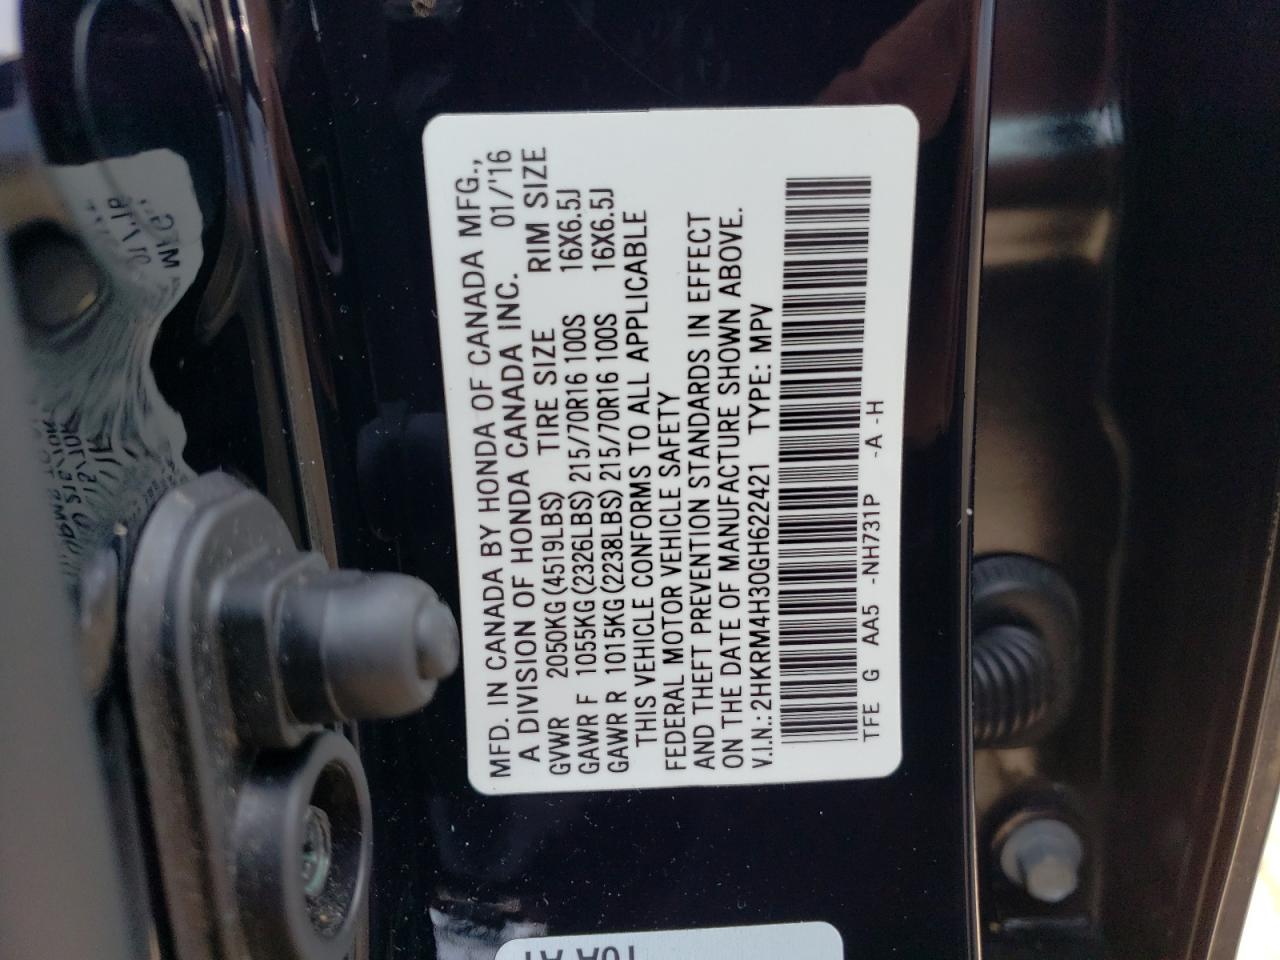 MFD. IN CANADA BY HONDA OF CANADA MFG.,
A DIVISION OF HONDA CANADA INC. 01/'16
GVWR 2050KG(4519LBS) TIRE SIZE RIM SIZE
GAWR F 1055KG(2326LBS) 215/70R16 100S 16X6.5J
GAWR R 1015KG(2238LBS) 215/70R16 100S 16X6.5J
THIS VEHICLE CONFORMS TO ALL APPLICABLE
FEDERAL MOTOR VEHICLE SAFETY
AND THEFT PREVENTION STANDARDS IN EFFECT
ON THE DATE OF MANUFACTURE SHOWN ABOVE.
V.I.N.: 2HKRM4H30GH622421 TYPE: MPV
TFE G AA5 -NH731P -A -H